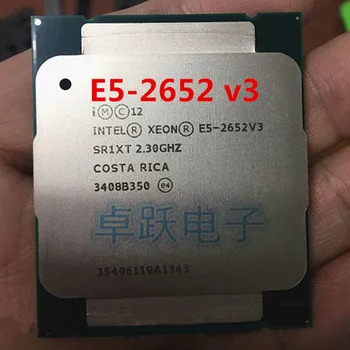 E5-2652 v3
i Ⓜ Ⓒ 12
INTEL® XEON® E5-2652V3
SR1XT 2.30GHZ
COSTA RICA
3408B350 e4
卓跃电子
35406119A1343